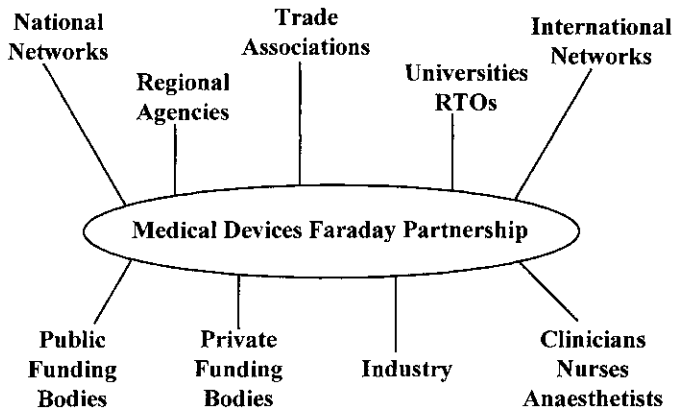 National
Networks
Trade
Associations
International
Networks
Regional
Agencies
Universities
RTOs
Medical Devices Faraday Partnership
Public
Funding
Bodies
Private
Funding
Bodies
Industry
Clinicians
Nurses
Anaesthetists